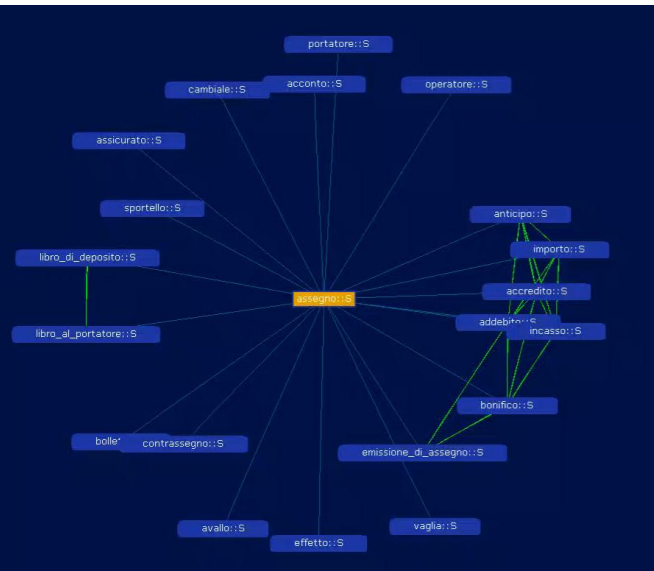 portatore::S
cambiale::S
acconto::S
operatore::S
assicurato::S
sportello::S
anticipo::S
importo::S
libro_di_deposito::S
accredito::S
assegno::S
addebito::S
incasso::S
libro_al_portatore::S
bonifico::S
contrassegno::S
emissione_di_assegno::S
avallo::S
vaglia::S
effetto::S